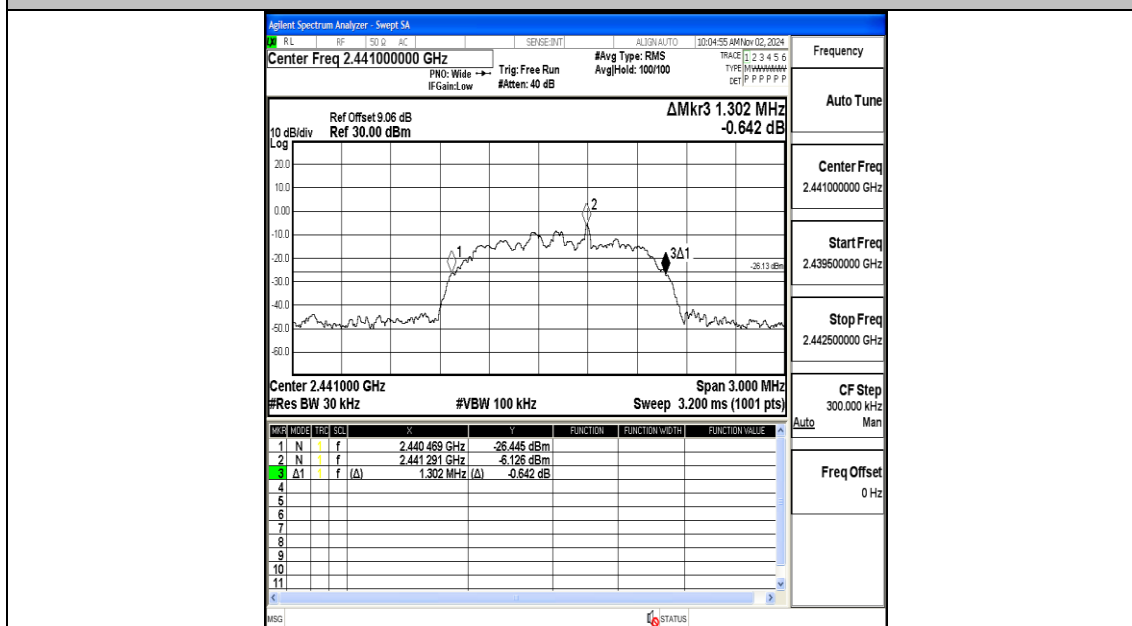 Agilent Spectrum Analyzer - Swept SA
RL RF 50 Ω AC SENSE:INT ALIGN AUTO 10:04:55 AM Nov 02, 2024
Center Freq 2.441000000 GHz
PNO: Wide
IFGain:Low
Trig: Free Run
#Atten: 40 dB
#Avg Type: RMS
Avg|Hold: 100/100
TRACE 1 2 3 4 5 6
TYPE MWWWWW
DET P P P P P P
Frequency
Auto Tune
Center Freq
2.441000000 GHz
Start Freq
2.439500000 GHz
Stop Freq
2.442500000 GHz
CF Step
300.000 kHz
Auto Man
Freq Offset
0 Hz
ΔMkr3 1.302 MHz
-0.642 dB
Ref Offset 9.06 dB
10 dB/div Ref 30.00 dBm
Log
20.0
10.0
0.00
-10.0
-20.0
-30.0
-40.0
-50.0
-60.0
1
2
3Δ1
-26.13 dBm
Center 2.441000 GHz Span 3.000 MHz
#Res BW 30 kHz #VBW 100 kHz Sweep 3.200 ms (1001 pts)
MKR MODE TRC SCL X Y FUNCTION FUNCTION WIDTH FUNCTION VALUE
1 N 1 f 2.440 469 GHz -26.445 dBm
2 N 1 f 2.441 291 GHz -6.126 dBm
3 Δ1 1 f (Δ) 1.302 MHz (Δ) -0.642 dB
4
5
6
7
8
9
10
11
MSG STATUS